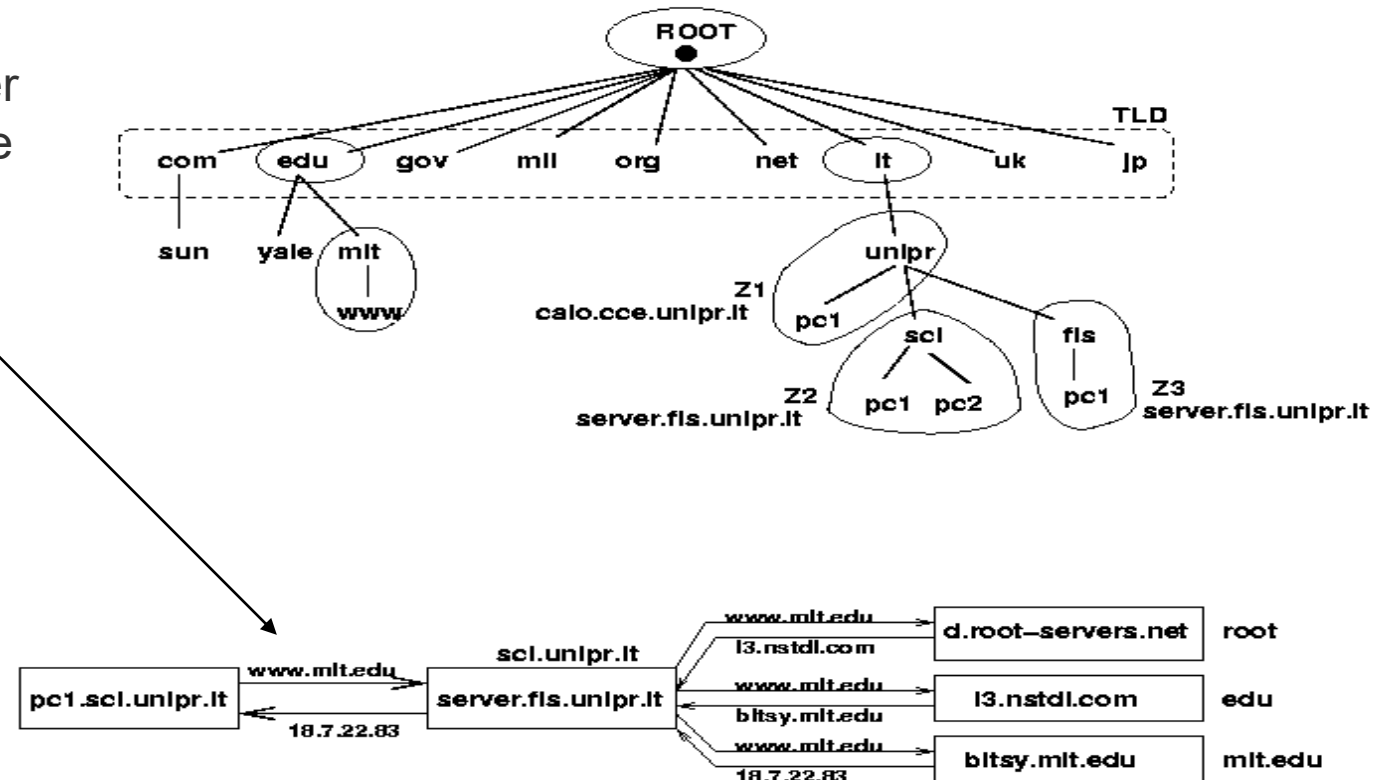 ROOT
er
e
TLD
com edu gov mil org net it uk jp
sun yale mit unipr
www
Z1
caio.cce.unipr.it
pc1
sci
fis
pc1 pc2
pc1
Z2
server.fis.unipr.it
Z3
server.fis.unipr.it
pc1.sci.unipr.it
www.mit.edu
18.7.22.83
sci.unipr.it
server.fis.unipr.it
www.mit.edu
l3.nstdl.com
d.root-servers.net root
www.mit.edu
bitsy.mit.edu
l3.nstdl.com edu
www.mit.edu
18.7.22.83
bitsy.mit.edu mit.edu